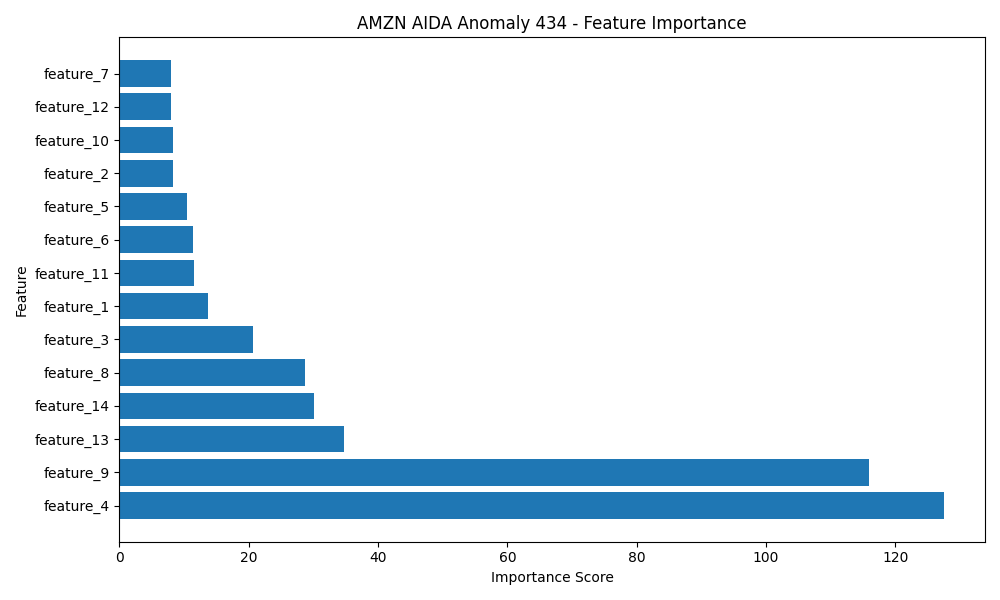 AMZN AIDA Anomaly 434 - Feature Importance
Feature
feature_7
feature_12
feature_10
feature_2
feature_5
feature_6
feature_11
feature_1
feature_3
feature_8
feature_14
feature_13
feature_9
feature_4
0 20 40 60 80 100 120
Importance Score